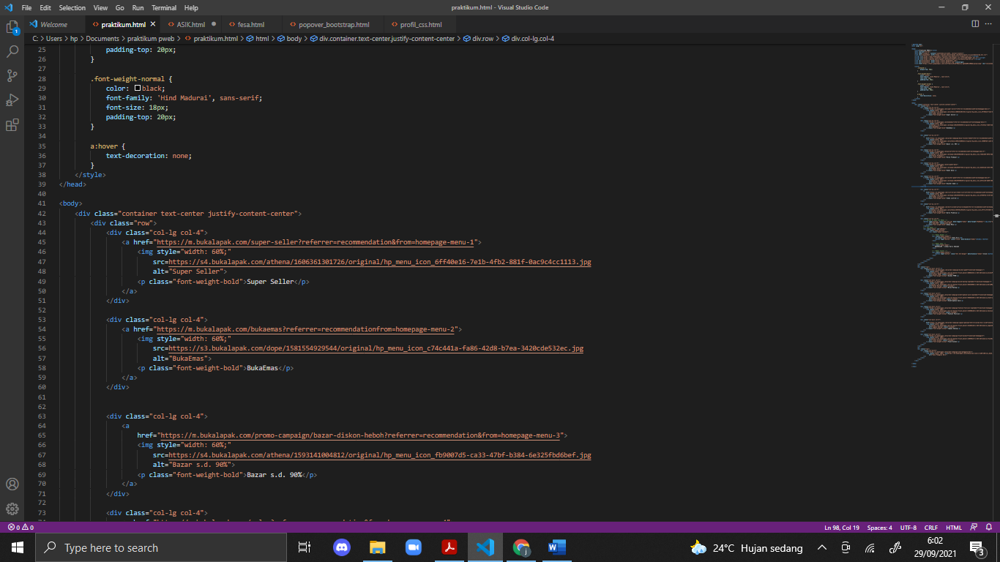 File Edit Selection View Go Run Terminal Help
praktikum.html - Visual Studio Code
Welcome praktikum.html ASIK.html fesa.html popover_bootstrap.html profil_css.html
C: > Users > hp > Documents > praktikum pweb > praktikum.html > html > body > div.container.text-center.justify-content-center > div.row > div.col-lg.col-4
25 padding-top: 20px;
26 }
27
28 .font-weight-normal {
29 color: black;
30 font-family: 'Hind Madurai', sans-serif;
31 font-size: 18px;
32 padding-top: 20px;
33 }
34
35 a:hover {
36 text-decoration: none;
37 }
38 </style>
39 </head>
40
41 <body>
42 <div class="container text-center justify-content-center">
43 <div class="row">
44 <div class="col-lg col-4">
45 <a href="https://m.bukalapak.com/super-seller?referrer=recommendation&from=homepage-menu-1">
46 <img style="width: 60%;"
47 src=https://s4.bukalapak.com/athena/1606361301726/original/hp_menu_icon_6ff40e16-7e1b-4fb2-881f-0ac9c4cc1113.jpg
48 alt="Super Seller">
49 <p class="font-weight-bold">Super Seller</p>
50 </a>
51 </div>
52
53 <div class="col-lg col-4">
54 <a href="https://m.bukalapak.com/bukaemas?referrer=recommendationfrom=homepage-menu-2">
55 <img style="width: 60%;"
56 src=https://s3.bukalapak.com/dope/1581554929544/original/hp_menu_icon_c74c441a-fa86-42d8-b7ea-3420cde532ec.jpg
57 alt="BukaEmas">
58 <p class="font-weight-bold">BukaEmas</p>
59 </a>
60 </div>
61
62
63 <div class="col-lg col-4">
64 <a
65 href="https://m.bukalapak.com/promo-campaign/bazar-diskon-heboh?referrer=recommendation&from=homepage-menu-3">
66 <img style="width: 60%;"
67 src=https://s4.bukalapak.com/athena/1593141004812/original/hp_menu_icon_fb9007d5-ca33-47bf-b384-6e325fbd6bef.jpg
68 alt="Bazar s.d. 90%">
69 <p class="font-weight-bold">Bazar s.d. 90%</p>
70 </a>
71 </div>
72
73 <div class="col-lg col-4">
0 0 Ln 98, Col 19 Spaces: 4 UTF-8 CRLF HTML
Type here to search
24°C Hujan sedang
6:02
29/09/2021
3